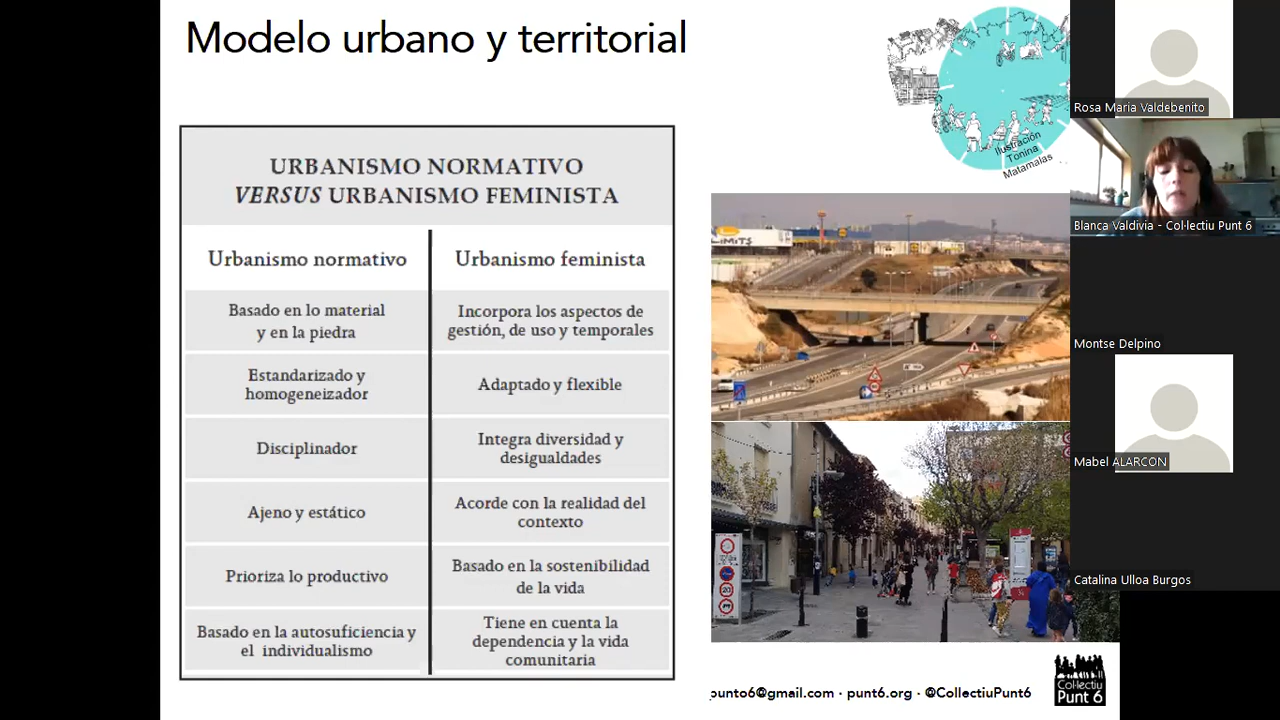 Modelo urbano y territorial
Ilustración
Tonina
Matamalas
URBANISMO NORMATIVO
VERSUS URBANISMO FEMINISTA
Urbanismo normativo
Urbanismo feminista
Basado en lo material
y en la piedra
Incorpora los aspectos de
gestión, de uso y temporales
Estandarizado y
homogeneizador
Adaptado y flexible
Disciplinador
Integra diversidad y
desigualdades
Ajeno y estático
Acorde con la realidad del
contexto
Prioriza lo productivo
Basado en la sostenibilidad
de la vida
Basado en la autosuficiencia y
el individualismo
Tiene en cuenta la
dependencia y la vida
comunitaria
punto6@gmail.com · punt6.org · @CollectiuPunt6
Col·lectiu
Punt 6
Rosa Maria Valdebenito
Blanca Valdivia - Col·lectiu Punt 6
Montse Delpino
Mabel ALARCON
Catalina Ulloa Burgos